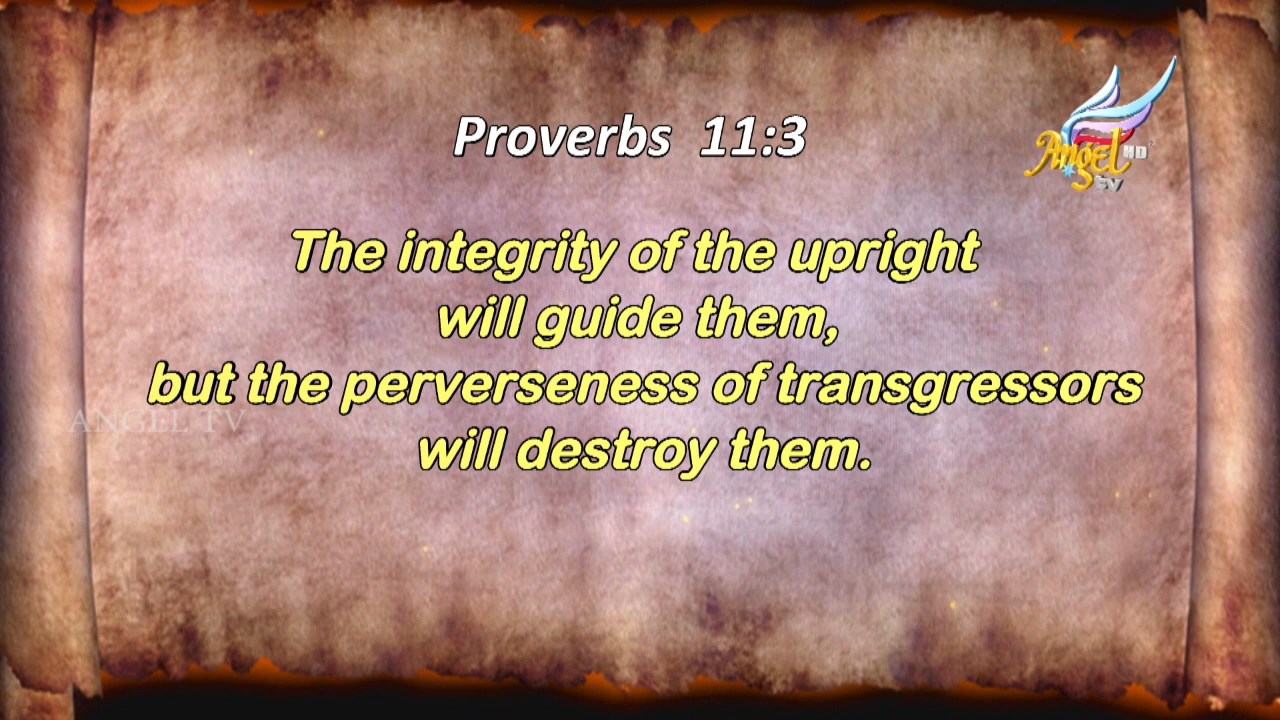 Proverbs 11:3
Angel HD
tv
The integrity of the upright
will guide them,
but the perverseness of transgressors
ANGEL TV
will destroy them.